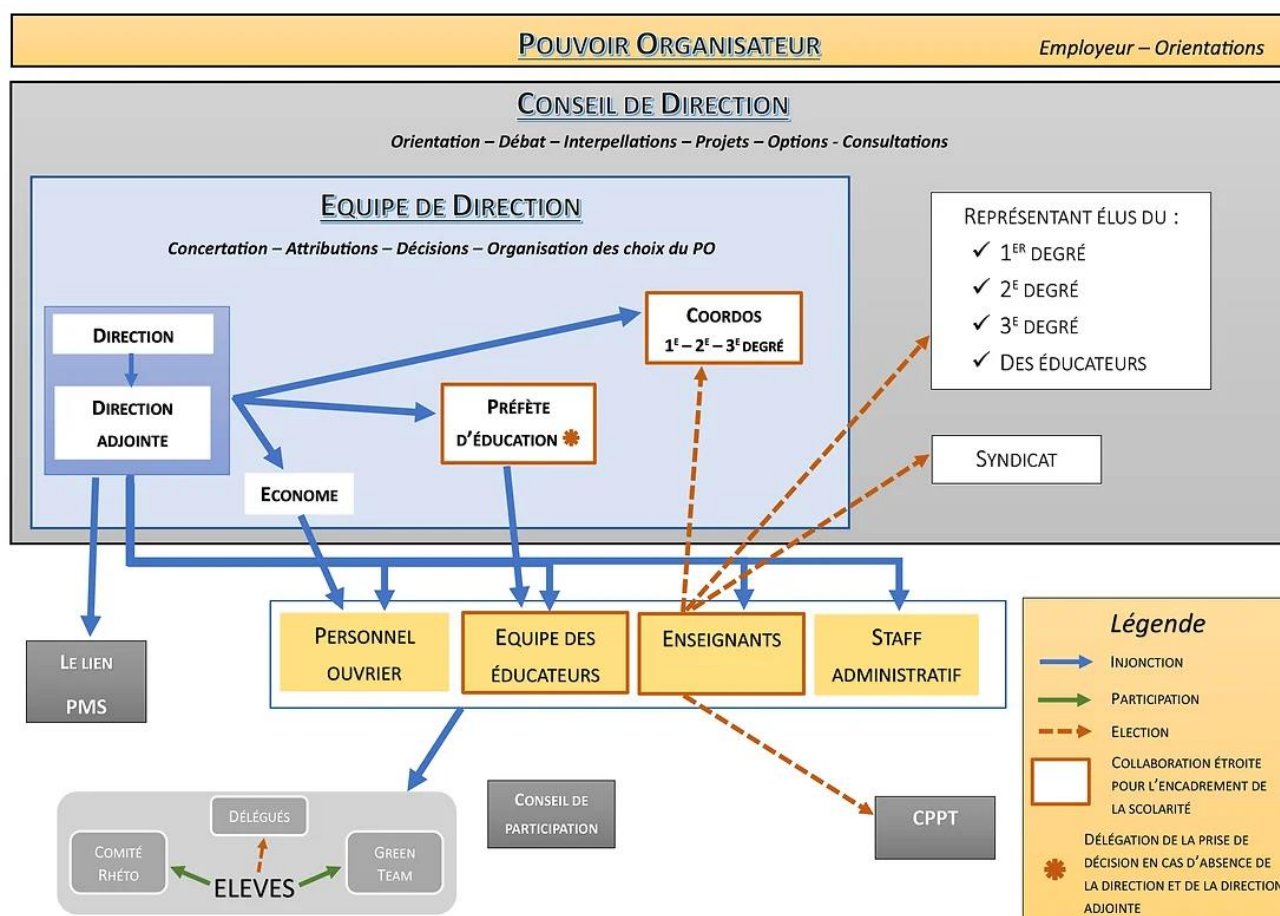 POUVOIR ORGANISATEUR
Employeur – Orientations
CONSEIL DE DIRECTION
Orientation – Débat – Interpellations – Projets – Options - Consultations
EQUIPE DE DIRECTION
Concertation – Attributions – Décisions – Organisation des choix du PO
REPRÉSENTANT ÉLUS DU :
✓ 1ER DEGRÉ
✓ 2E DEGRÉ
✓ 3E DEGRÉ
✓ DES ÉDUCATEURS
COORDOS
1E – 2E – 3E DEGRÉ
DIRECTION
DIRECTION
ADJOINTE
PRÉFÈTE
D'ÉDUCATION
SYNDICAT
ECONOME
PERSONNEL
OUVRIER
EQUIPE DES
ÉDUCATEURS
ENSEIGNANTS
STAFF
ADMINISTRATIF
LE LIEN
PMS
CONSEIL DE
PARTICIPATION
CPPT
DÉLÉGUÉS
COMITÉ
RHÉTO
GREEN
TEAM
ELEVES
Légende
INJONCTION
PARTICIPATION
ELECTION
COLLABORATION ÉTROITE
POUR L'ENCADREMENT DE
LA SCOLARITÉ
DÉLÉGATION DE LA PRISE DE
DÉCISION EN CAS D'ABSENCE DE
LA DIRECTION ET DE LA DIRECTION
ADJOINTE